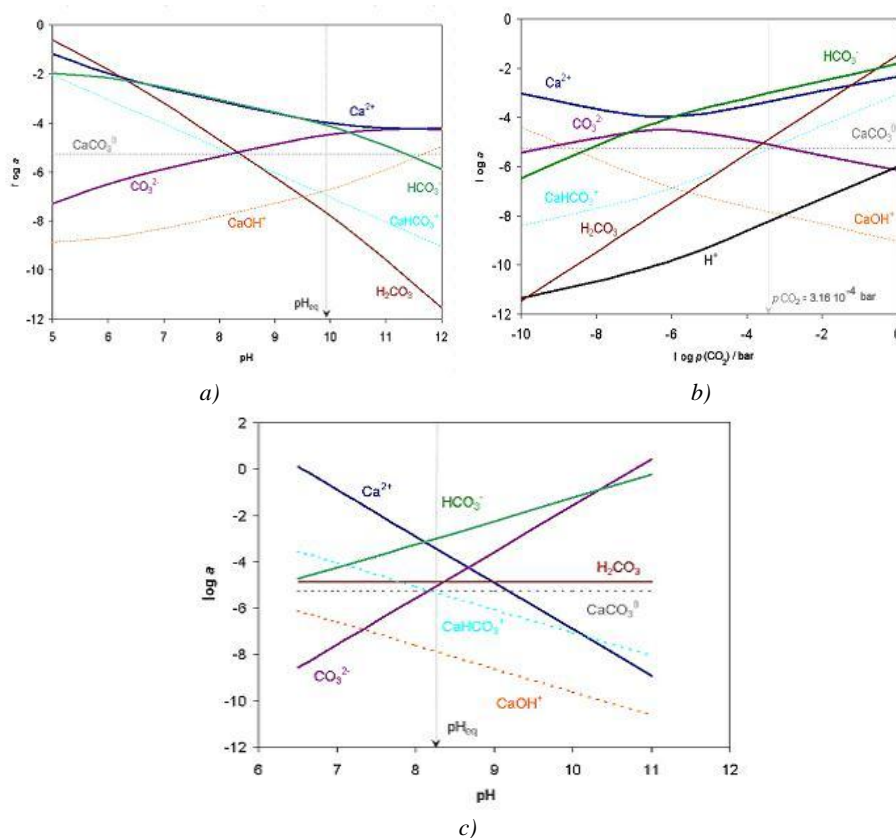 0
-2
-4
-6
-8
-10
-12
log a
Ca²⁺
CaCO₃⁰
CO₃²⁻
HCO₃⁻
CaHCO₃⁺
CaOH⁺
H₂CO₃
pHeq
5 6 7 8 9 10 11 12
pH
a)
0
-2
-4
-6
-8
-10
-12
log a
HCO₃⁻
Ca²⁺
CO₃²⁻
CaCO₃⁰
CaHCO₃⁺
CaOH⁺
H₂CO₃
H⁺
p CO₂ = 3.16 10⁻⁴ bar
-10 -8 -6 -4 -2 0
log p(CO₂) / bar
b)
2
0
-2
-4
-6
-8
-10
-12
log a
Ca²⁺
HCO₃⁻
H₂CO₃
CaCO₃⁰
CaHCO₃⁺
CO₃²⁻
CaOH⁺
pHeq
6 7 8 9 10 11 12
pH
c)